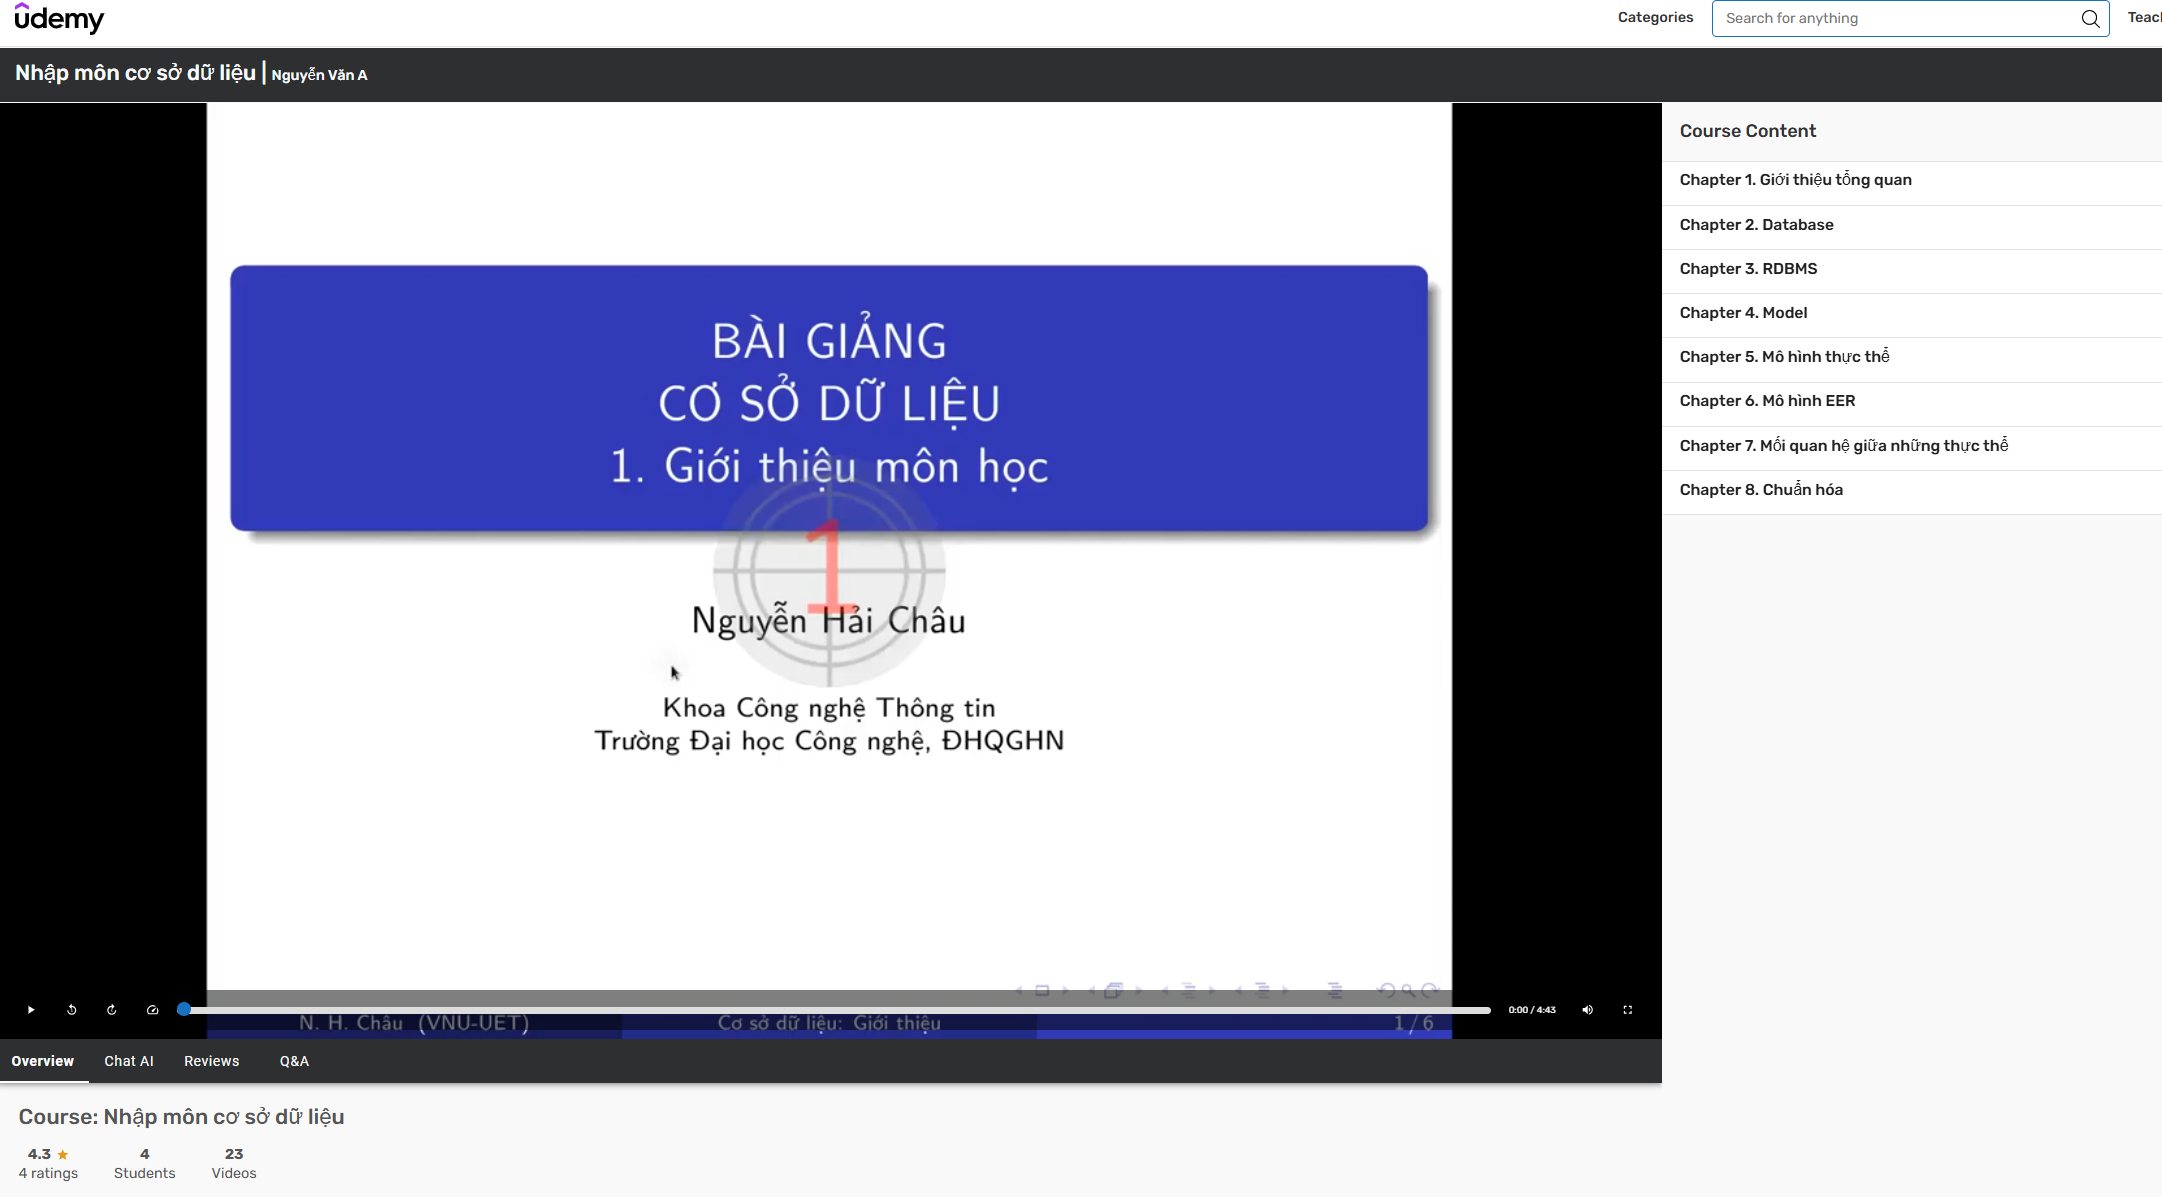 ûdemy
Categories
Search for anything
Nhập môn cơ sở dữ liệu | Nguyễn Văn A
BÀI GIẢNG
CƠ SỞ DỮ LIỆU
1. Giới thiệu môn học
1
Nguyễn Hải Châu
Khoa Công nghệ Thông tin
Trường Đại học Công nghệ, ĐHQGHN
0:00 / 4:43
N. H. Châu (VNU-UET)
Cơ sở dữ liệu: Giới thiệu
1 / 6
Course Content
Chapter 1. Giới thiệu tổng quan
Chapter 2. Database
Chapter 3. RDBMS
Chapter 4. Model
Chapter 5. Mô hình thực thể
Chapter 6. Mô hình EER
Chapter 7. Mối quan hệ giữa những thực thể
Chapter 8. Chuẩn hóa
Overview
Chat AI
Reviews
Q&A
Course: Nhập môn cơ sở dữ liệu
4.3
4
23
4 ratings
Students
Videos